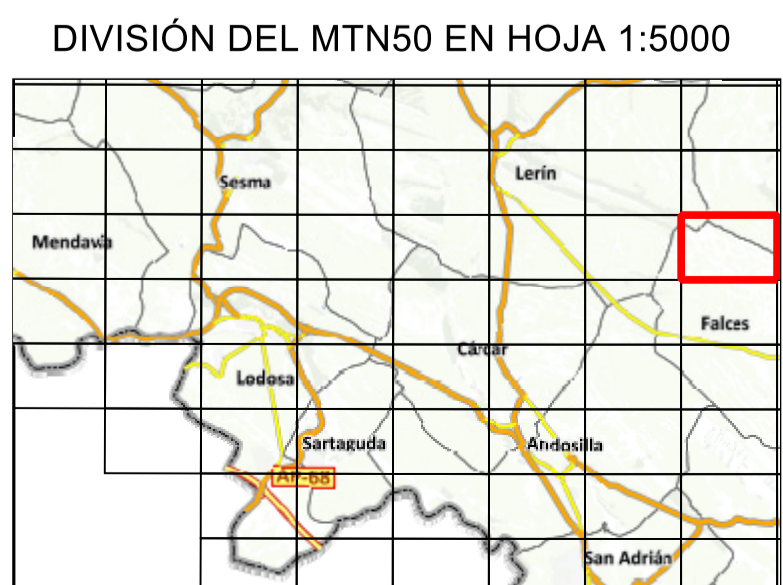 DIVISIÓN DEL MTN50 EN HOJA 1:5000
Lerín
Sesma
Mendavia
Falces
Cárcar
Lodosa
Sartaguda
Andosilla
AP-68
San Adrián